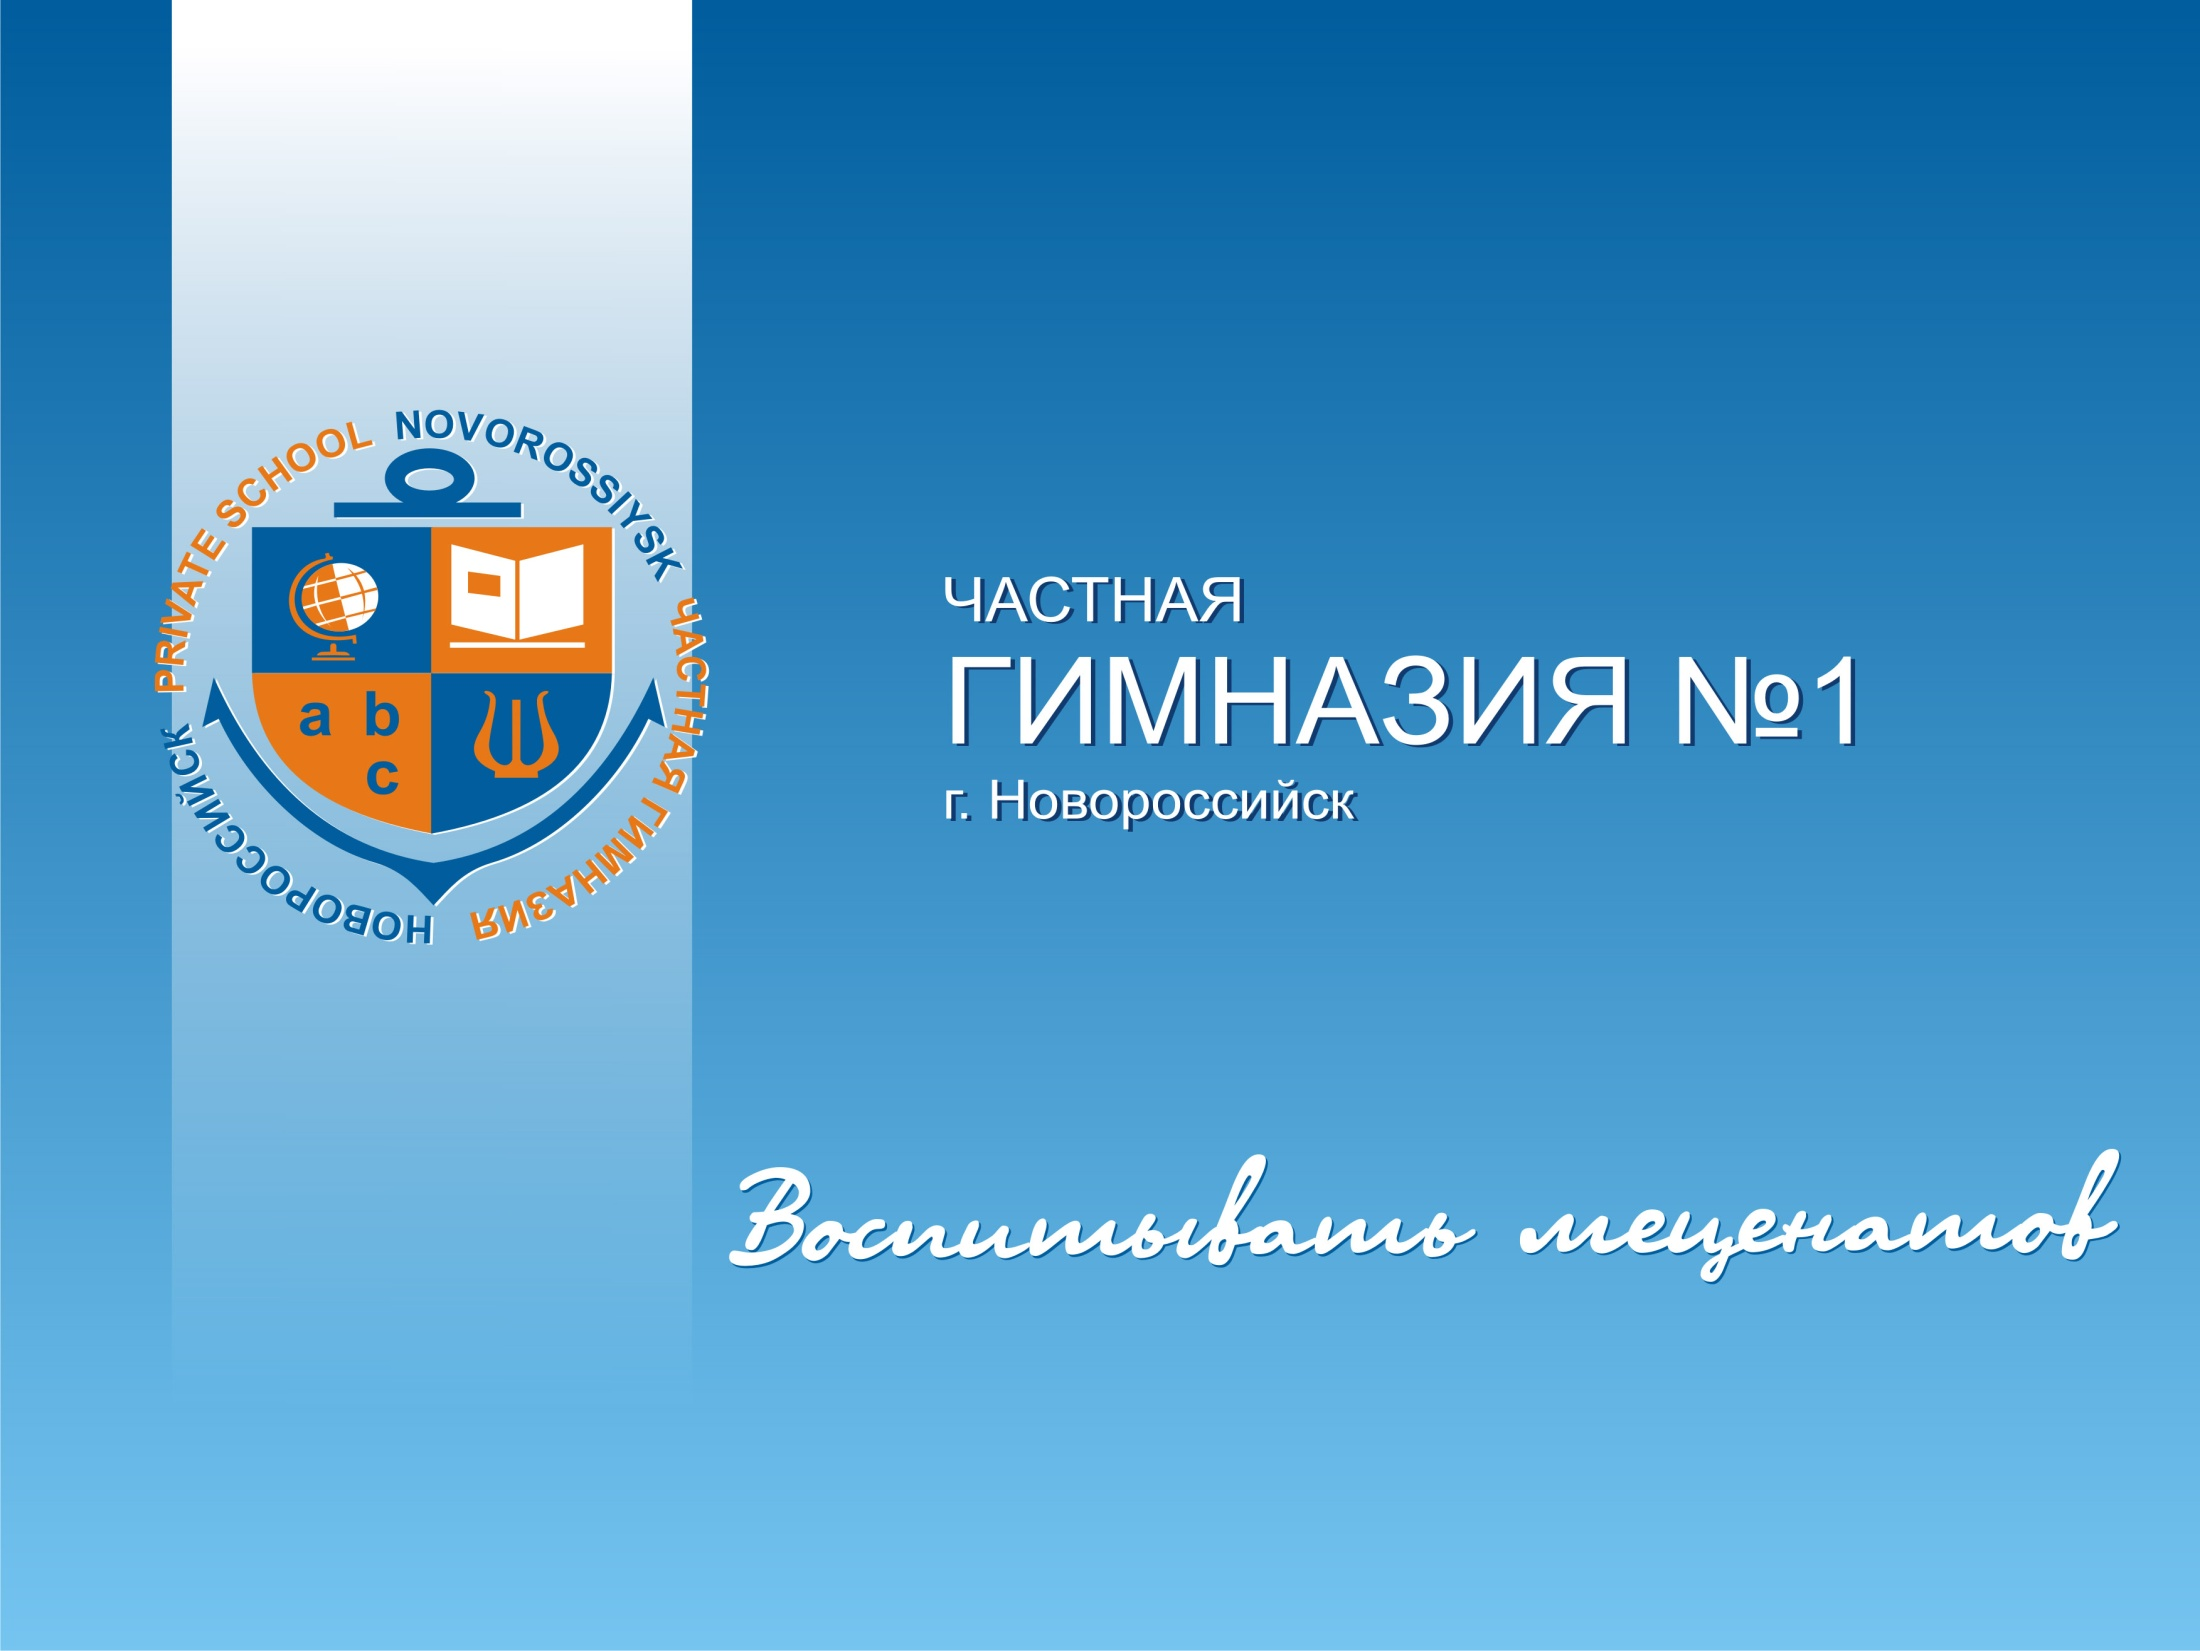 PRIVATE SCHOOL NOVOROSSIYSK
ЧАСТНАЯ ГИМНАЗИЯ НОВОРОССИЙСК
a b
c
ЧАСТНАЯ
ГИМНАЗИЯ №1
г. Новороссийск
Воспитывать меценатов